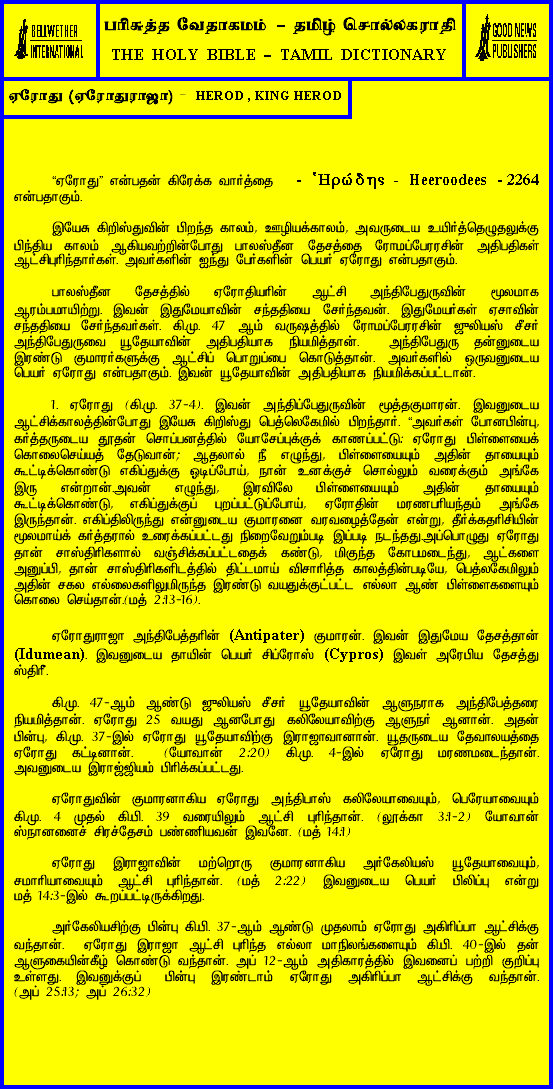 BELLWETHER
INTERNATIONAL
பரிசுத்த வேதாகமம் – தமிழ் சொல்லகராதி
THE HOLY BIBLE – TAMIL DICTIONARY
GOOD NEWS
PUBLISHERS
ஏரோது (ஏரோதுராஜா) – HEROD , KING HEROD
“ஏரோது” என்பதன் கிரேக்க வார்த்தை - Ἡρώδης - Heeroodees - 2264
என்பதாகும்.
இயேசு கிறிஸ்துவின் பிறந்த காலம், ஊழியக்காலம், அவருடைய உயிர்த்தெழுதலுக்கு
பிந்திய காலம் ஆகியவற்றின்போது பாலஸ்தீன தேசத்தை ரோமப்பேரரசின் அதிபதிகள்
ஆட்சிபுரிந்தார்கள். அவர்களின் ஐந்து பேர்களின் பெயர் ஏரோது என்பதாகும்.
பாலஸ்தீன தேசத்தில் ஏரோதியரின் ஆட்சி அந்திபேதுருவின் மூலமாக
ஆரம்பமாயிற்று. இவன் இதுமேயாவின் சந்ததியை சேர்ந்தவன். இதுமேயர்கள் ஏசாவின்
சந்ததியை சேர்ந்தவர்கள். கி.மு. 47 ஆம் வருஷத்தில் ரோமப்பேரரசின் ஜுலியஸ் சீசர்
அந்திபேதுருவை யூதேயாவின் அதிபதியாக நியமித்தான். அந்திபேதுரு தன்னுடைய
இரண்டு குமாரர்களுக்கு ஆட்சிப் பொறுப்பை கொடுத்தான். அவர்களில் ஒருவனுடைய
பெயர் ஏரோது என்பதாகும். இவன் யூதேயாவின் அதிபதியாக நியமிக்கப்பட்டான்.
1. ஏரோது (கி.மு. 37-4). இவன் அந்திப்பேதுருவின் மூத்தகுமாரன். இவனுடைய
ஆட்சிக்காலத்தின்போது இயேசு கிறிஸ்து பெத்லெகேமில் பிறந்தார். “அவர்கள் போனபின்பு,
கர்த்தருடைய தூதன் சொப்பனத்தில் யோசேப்புக்குக் காணப்பட்டு: ஏரோது பிள்ளையைக்
கொலைசெய்யத் தேடுவான்; ஆதலால் நீ எழுந்து, பிள்ளையையும் அதின் தாயையும்
கூட்டிக்கொண்டு எகிப்துக்கு ஓடிப்போய், நான் உனக்குச் சொல்லும் வரைக்கும் அங்கே
இரு என்றான்.அவன் எழுந்து, இரவிலே பிள்ளையையும் அதின் தாயையும்
கூட்டிக்கொண்டு, எகிப்துக்குப் புறப்பட்டுப்போய், ஏரோதின் மரணபரியந்தம் அங்கே
இருந்தான். எகிப்திலிருந்து என்னுடைய குமாரனை வரவழைத்தேன் என்று, தீர்க்கதரிசியின்
மூலமாய்க் கர்த்தரால் உரைக்கப்பட்டது நிறைவேறும்படி இப்படி நடந்தது.அப்பொழுது ஏரோது
தான் சாஸ்திரிகளால் வஞ்சிக்கப்பட்டதைக் கண்டு, மிகுந்த கோபமடைந்து, ஆட்களை
அனுப்பி, தான் சாஸ்திரிகளிடத்தில் திட்டமாய் விசாரித்த காலத்தின்படியே, பெத்லகேமிலும்
அதின் சகல எல்லைகளிலுமிருந்த இரண்டு வயதுக்குட்பட்ட எல்லா ஆண் பிள்ளைகளையும்
கொலை செய்தான்.(மத் 2:13-16).
ஏரோதுராஜா அந்திபேத்தரின் (Antipater) குமாரன். இவன் இதுமேய தேசத்தான்
(Idumean). இவனுடைய தாயின் பெயர் சிப்ரோஸ் (Cypros) இவள் அரேபிய தேசத்து
ஸ்திரீ.
கி.மு. 47-ஆம் ஆண்டு ஜுலியஸ் சீசர் யூதேயாவின் ஆளுநராக அந்திபேத்தரை
நியமித்தான். ஏரோது 25 வயது ஆனபோது கலிலேயாவிற்கு ஆளுநர் ஆனான். அதன்
பின்பு, கி.மு. 37-இல் ஏரோது யூதேயாவிற்கு இராஜாவானான். யூதருடைய தேவாலயத்தை
ஏரோது கட்டினான். (யோவான் 2:20) கி.மு. 4-இல் ஏரோது மரணமடைந்தான்.
அவனுடைய இராஜ்ஜியம் பிரிக்கப்பட்டது.
ஏரோதுவின் குமாரனாகிய ஏரோது அந்திபாஸ் கலிலேயாவையும், பெரேயாவையும்
கி.மு. 4 முதல் கி.பி. 39 வரையிலும் ஆட்சி புரிந்தான். (லூக்கா 3:1-2) யோவான்
ஸ்நானனைச் சிரச்சேதம் பண்ணியவன் இவனே. (மத் 14:1)
ஏரோது இராஜாவின் மற்றொரு குமாரனாகிய அர்கேலியஸ் யூதேயாவையும்,
சமாரியாவையும் ஆட்சி புரிந்தான். (மத் 2:22) இவனுடைய பெயர் பிலிப்பு என்று
மத் 14:3-இல் கூறப்பட்டிருக்கிறது.
அர்கேலியசிற்கு பின்பு கி.பி. 37-ஆம் ஆண்டு முதலாம் ஏரோது அகிரிப்பா ஆட்சிக்கு
வந்தான். ஏரோது இராஜா ஆட்சி புரிந்த எல்லா மாநிலங்களையும் கி.பி. 40-இல் தன்
ஆளுகையின்கீழ் கொண்டு வந்தான். அப் 12-ஆம் அதிகாரத்தில் இவனைப் பற்றி குறிப்பு
உள்ளது. இவனுக்குப் பின்பு இரண்டாம் ஏரோது அகிரிப்பா ஆட்சிக்கு வந்தான்.
(அப் 25:13; அப் 26:32)